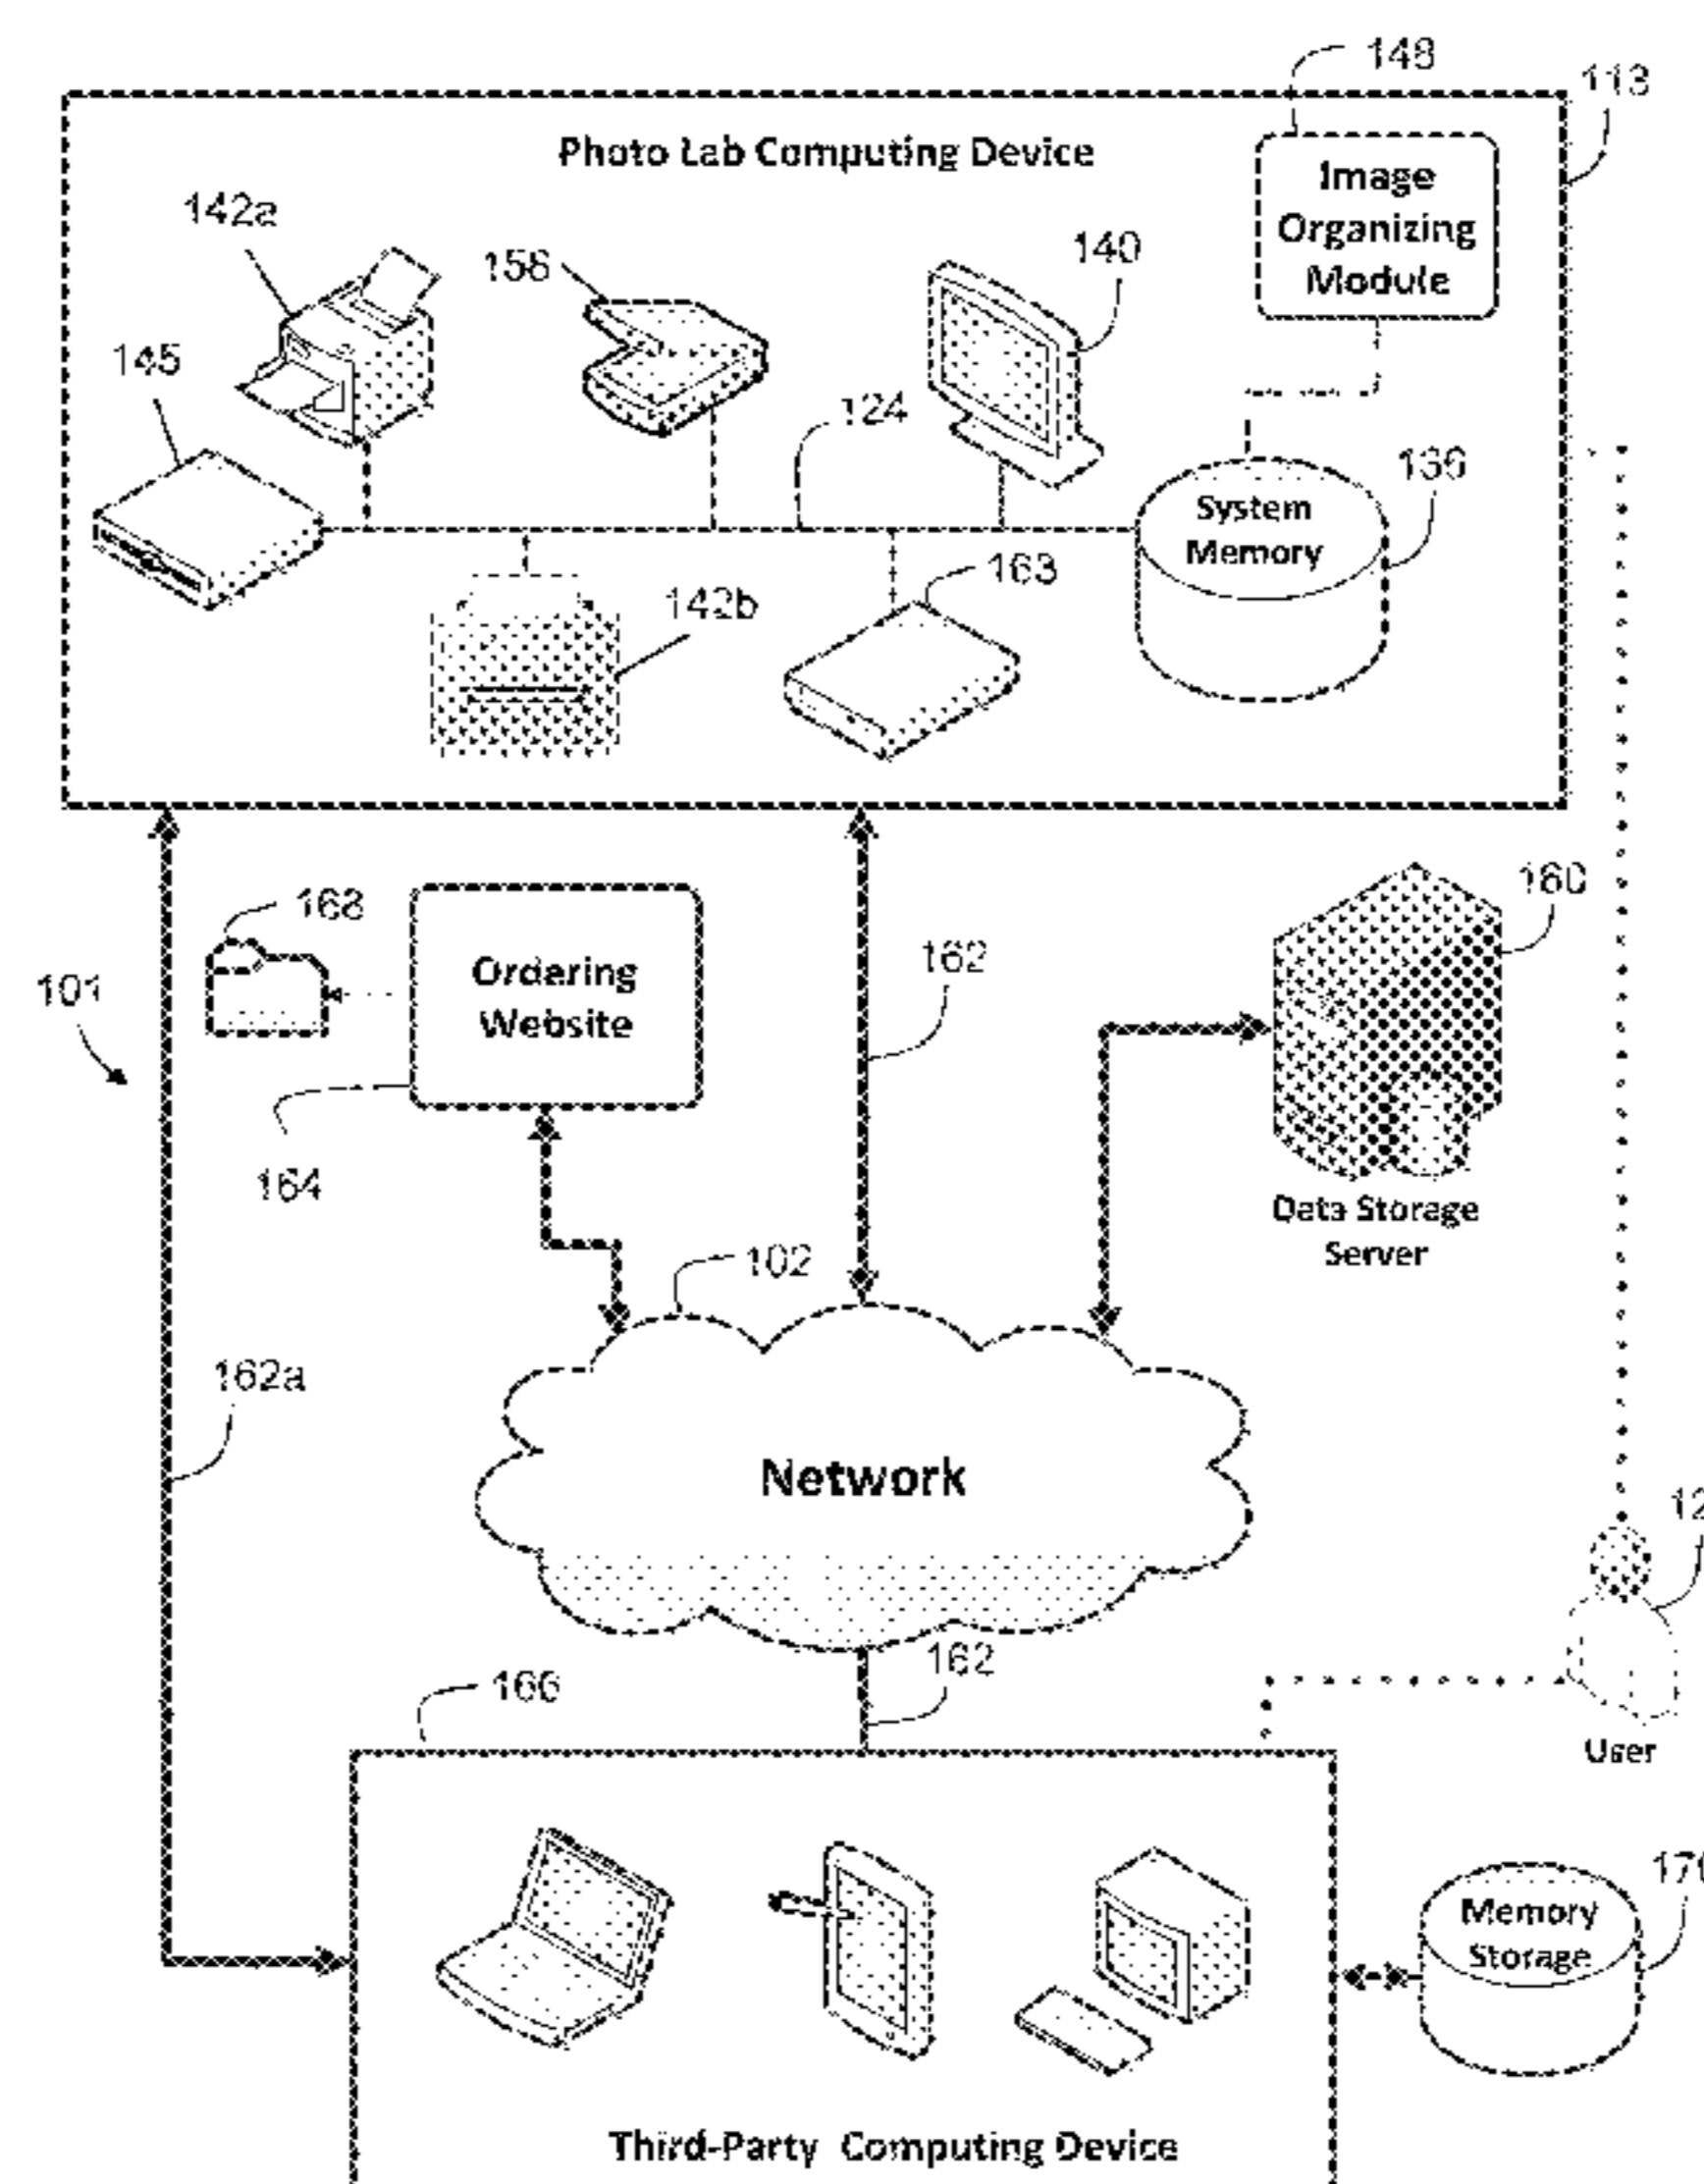 148
113
Photo Lab Computing Device
Image
Organizing
Module
142a
158
140
145
124
System
Memory
163
142b
160
168
Ordering
Website
162
101
164
Data Storage
Server
102
162a
Network
162
166
User
Memory
Storage
Third-Party Computing Device